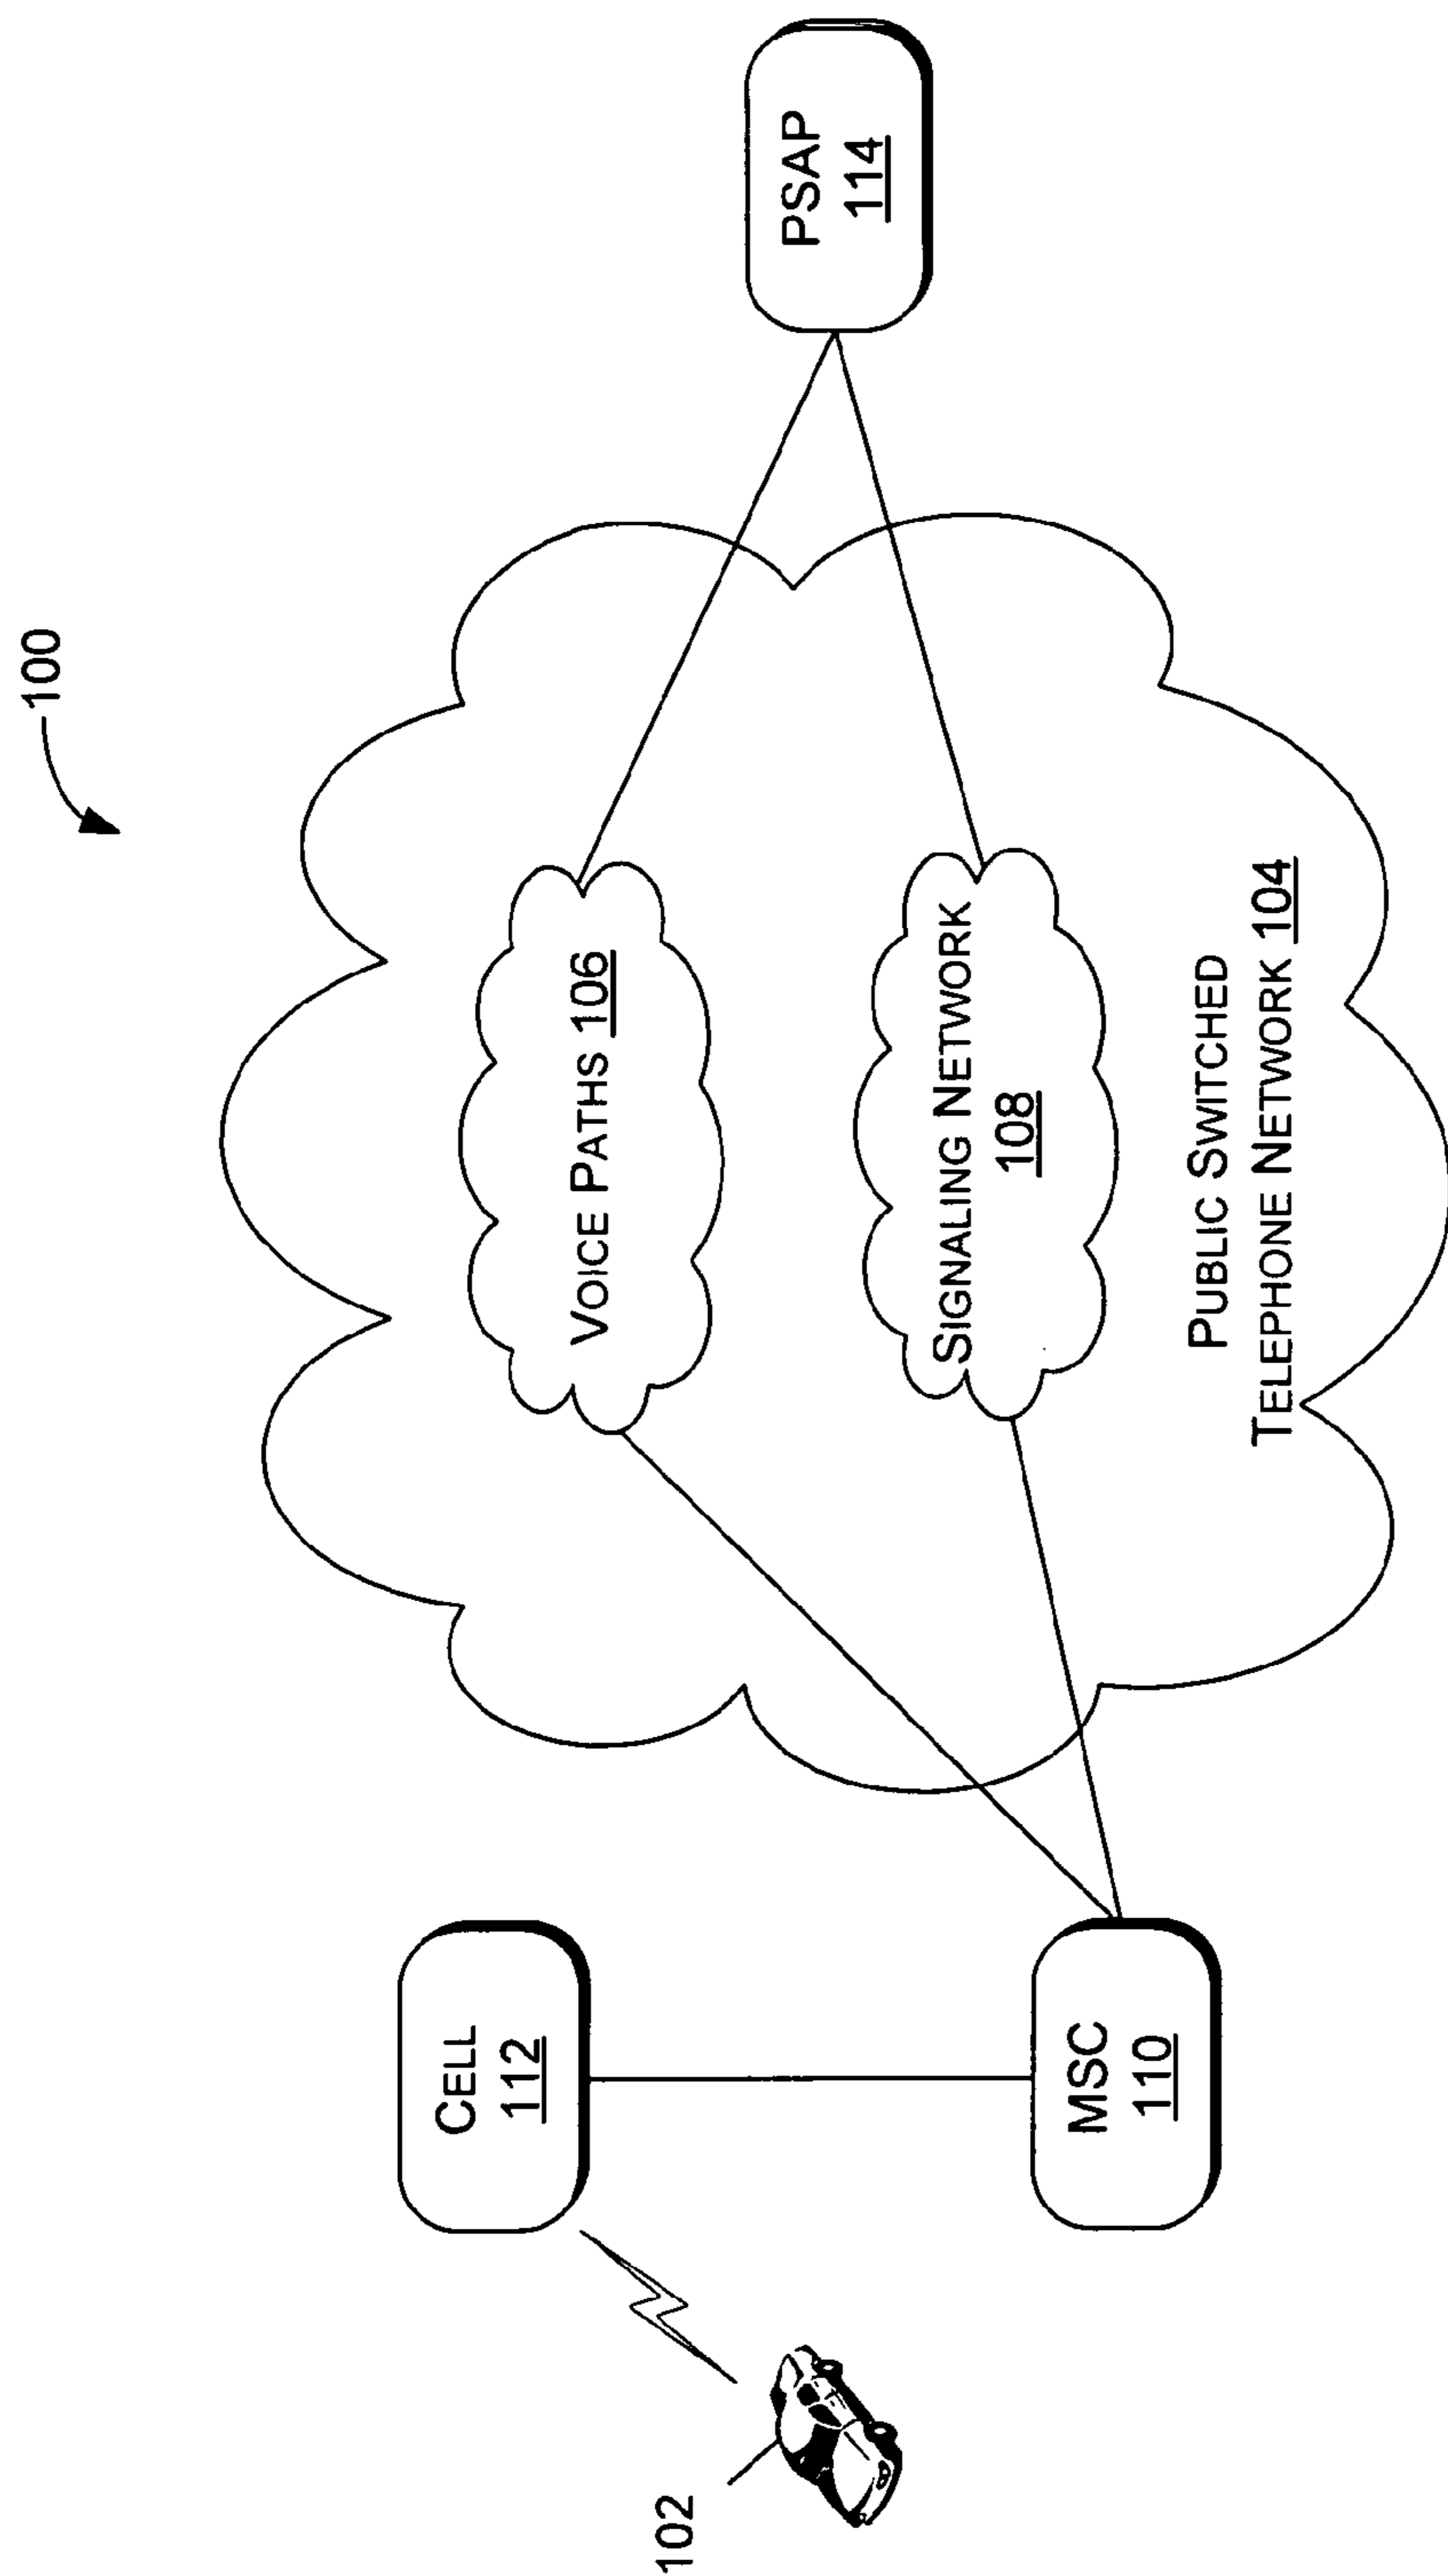 100
CELL
112
102
MSC
110
VOICE PATHS 106
SIGNALING NETWORK
108
PUBLIC SWITCHED
TELEPHONE NETWORK 104
PSAP
114